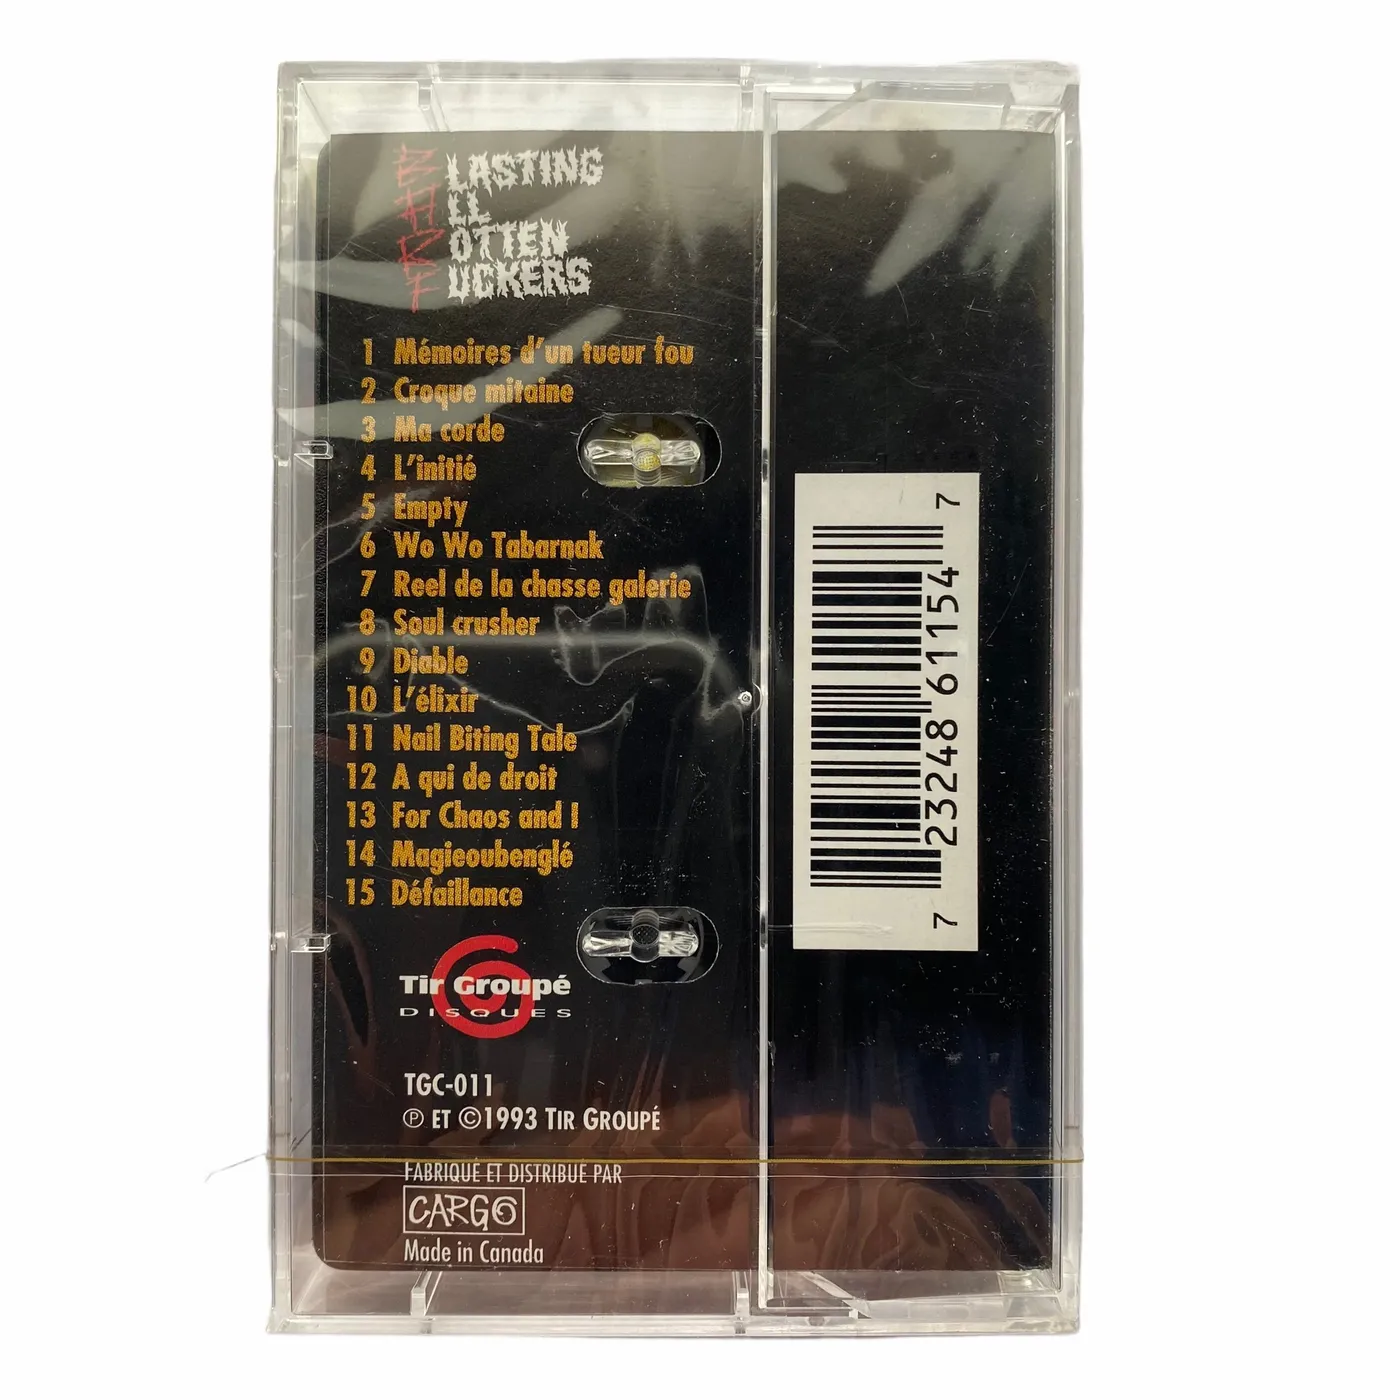 BLASTING
ALL
ROTTEN
FUCKERS
1 Mémoires d'un tueur fou
2 Croque mitaine
3 Ma corde
4 L'initié
5 Empty
6 Wo Wo Tabarnak
7 Reel de la chasse galerie
8 Soul crusher
9 Diable
10 L'élixir
11 Nail Biting Tale
12 A qui de droit
13 For Chaos and I
14 Magieoubenglé
15 Défaillance
Tir Groupé
DISQUES
TGC-011
℗ ET ©1993 TIR GROUPÉ
FABRIQUÉ ET DISTRIBUÉ PAR
CARGO
Made in Canada
7 23248 61154 7